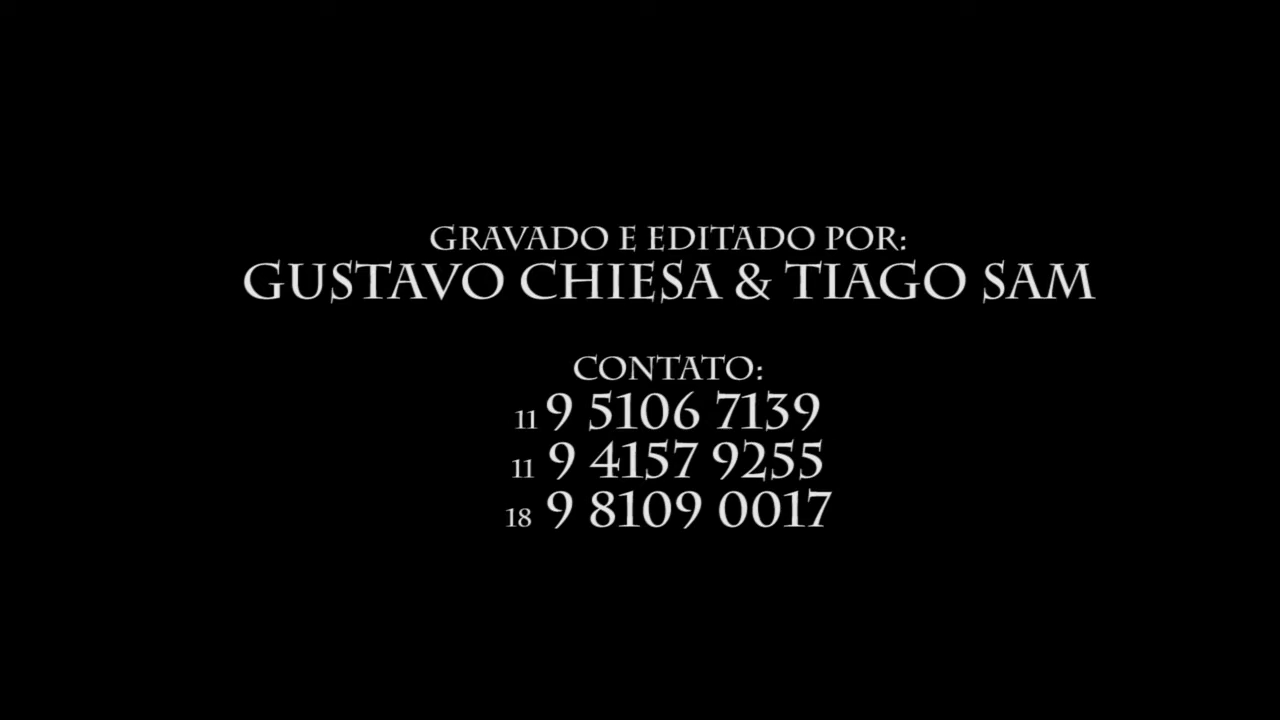 GRAVADO E EDITADO POR:
GUSTAVO CHIESA & TIAGO SAM
CONTATO:
11 9 5106 7139
11 9 4157 9255
18 9 8109 0017